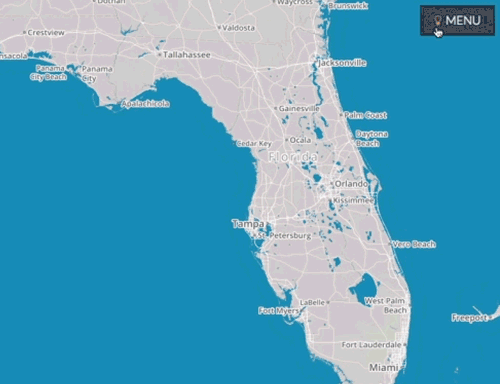 Dothan
Waycross
Brunswick
MENU
Crestview
Valdosta
Tallahassee
Panama
City Beach
Panama
City
Jacksonville
Apalachicola
Gainesville
Palm Coast
Daytona
Beach
Ocala
Cedar Key
Florida
Orlando
Kissimmee
Tampa
St. Petersburg
Vero Beach
LaBelle
West Palm
Beach
Fort Myers
Freeport
Fort Lauderdale
Miami